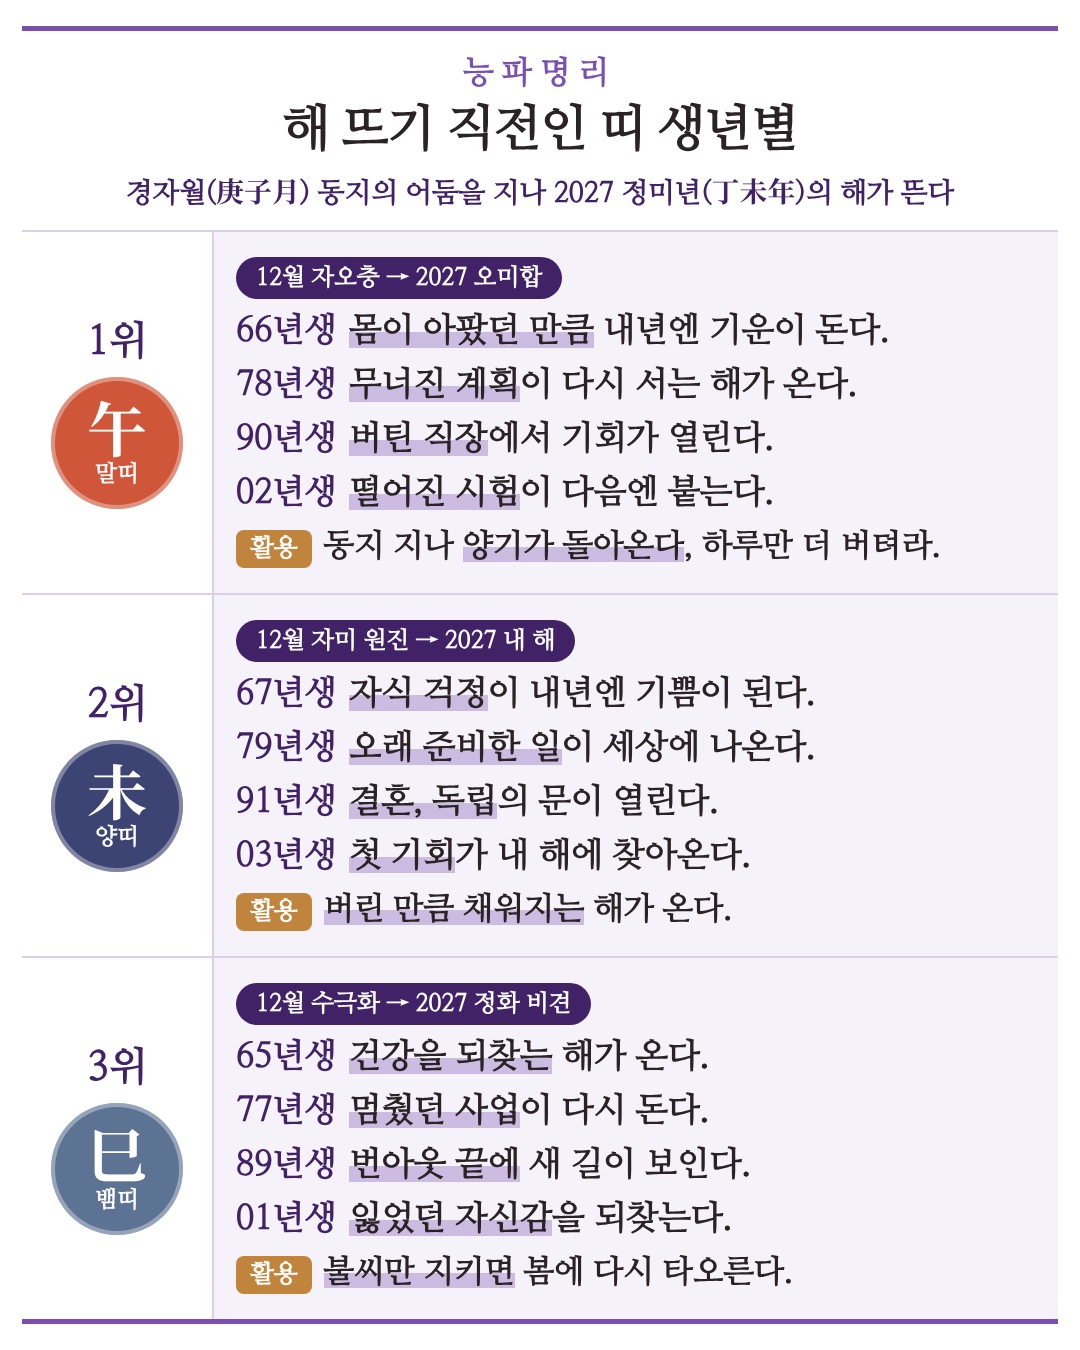 능파명리
해 뜨기 직전인 띠 생년별
경자월(庚子月) 동지의 어둠을 지나 2027 정미년(丁未年)의 해가 뜬다
1위
午
말띠
12월 자오충 → 2027 오미합
66년생 몸이 아팠던 만큼 내년엔 기운이 돈다.
78년생 무너진 계획이 다시 서는 해가 온다.
90년생 버틴 직장에서 기회가 열린다.
02년생 떨어진 시험이 다음엔 붙는다.
활용 동지 지나 양기가 돌아온다, 하루만 더 버텨라.
2위
未
양띠
12월 자미 원진 → 2027 내 해
67년생 자식 걱정이 내년엔 기쁨이 된다.
79년생 오래 준비한 일이 세상에 나온다.
91년생 결혼, 독립의 문이 열린다.
03년생 첫 기회가 내 해에 찾아온다.
활용 버린 만큼 채워지는 해가 온다.
3위
巳
뱀띠
12월 수극화 → 2027 정화 비견
65년생 건강을 되찾는 해가 온다.
77년생 멈췄던 사업이 다시 돈다.
89년생 번아웃 끝에 새 길이 보인다.
01년생 잃었던 자신감을 되찾는다.
활용 불씨만 지키면 봄에 다시 타오른다.